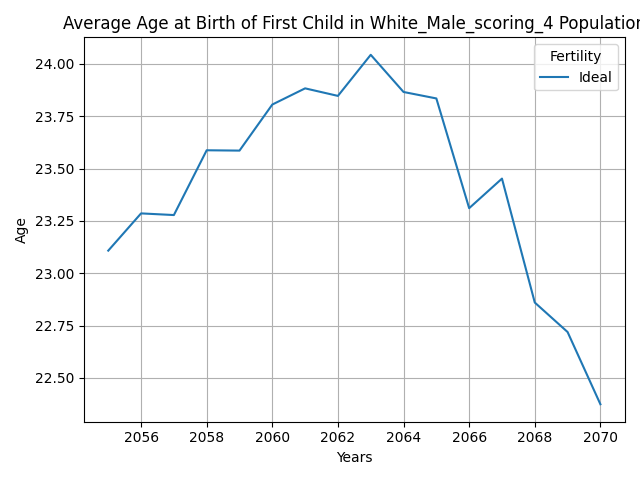 Average Age at Birth of First Child in White_Male_scoring_4 Population
Fertility
Ideal
24.00
23.75
23.50
23.25
23.00
22.75
22.50
Age
2056 2058 2060 2062 2064 2066 2068 2070
Years